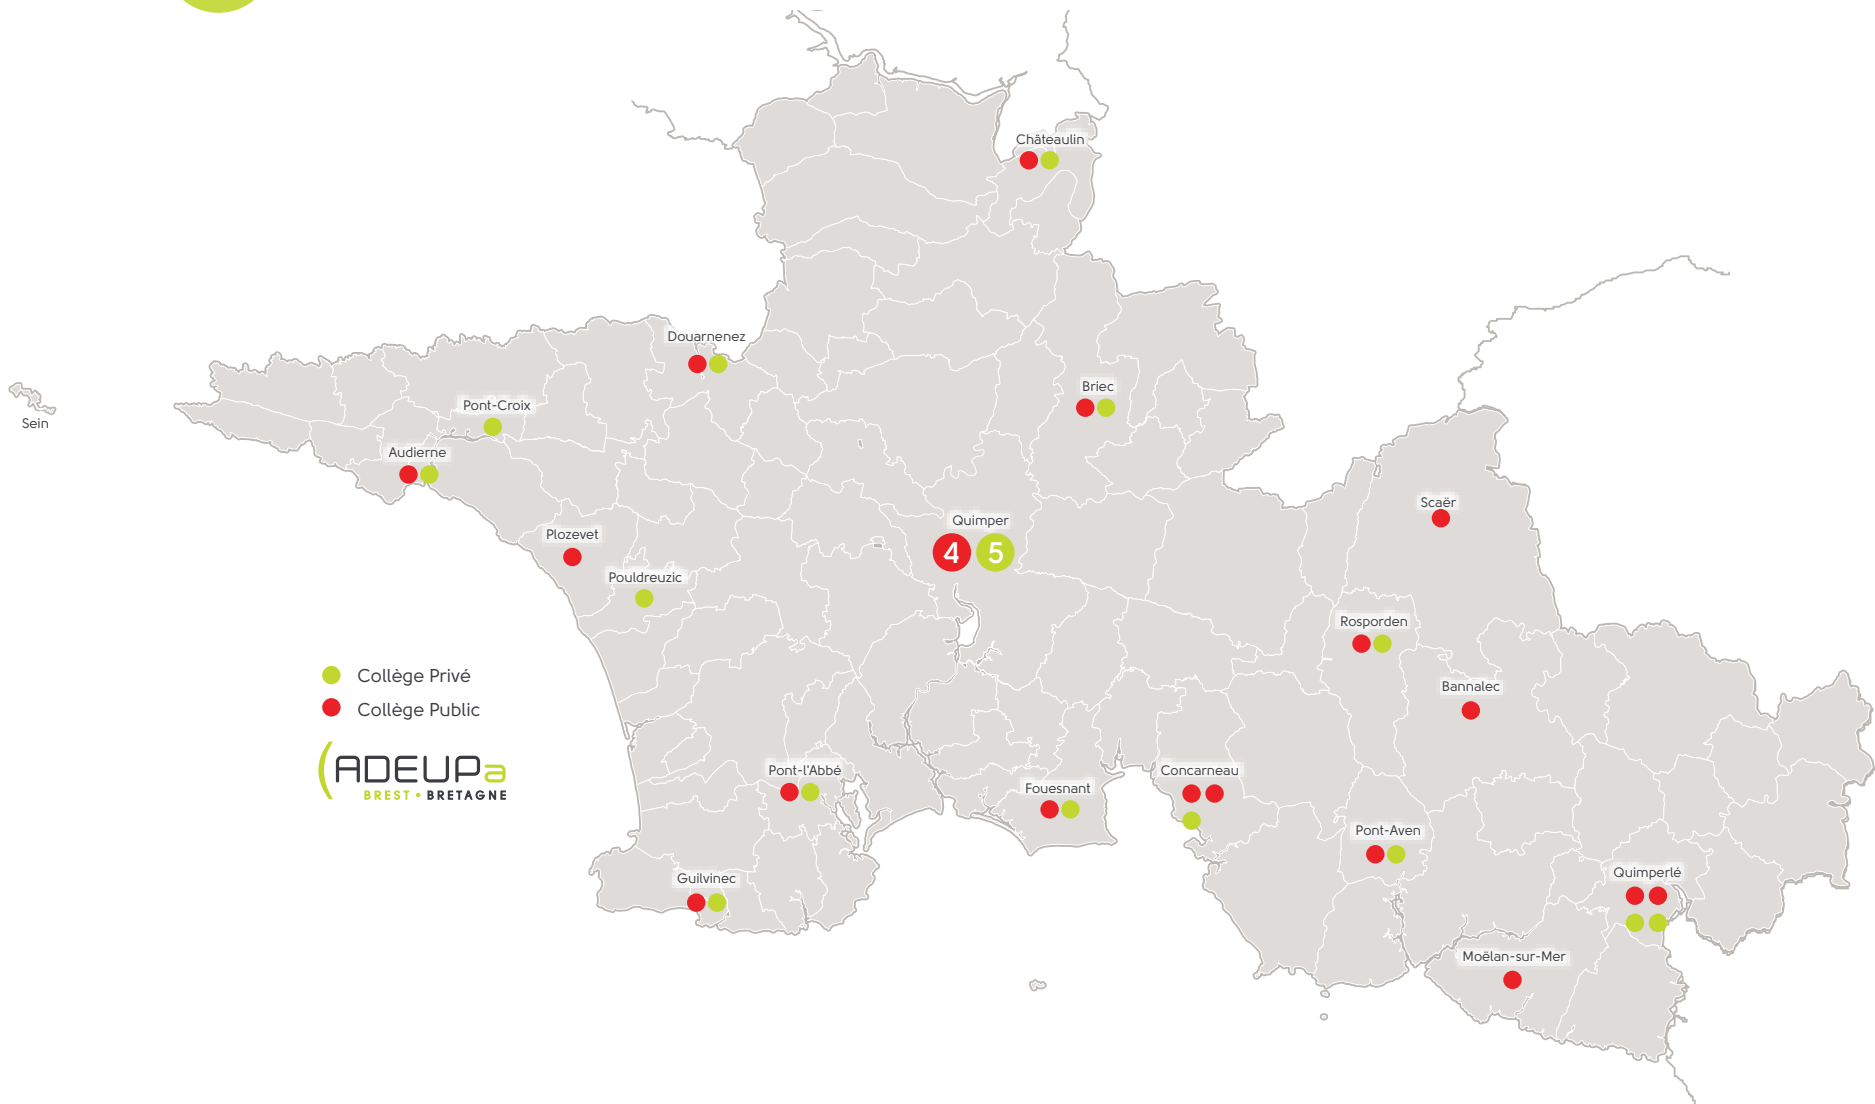 Châteaulin
Douarnenez
Briec
Pont-Croix
Sein
Audierne
Scaër
Quimper
4 5
Plozevet
Pouldreuzic
Rosporden
Collège Privé
Bannalec
Collège Public
ADEUPa
BREST • BRETAGNE
Pont-l'Abbé
Concarneau
Fouesnant
Pont-Aven
Quimperlé
Guilvinec
Moëlan-sur-Mer